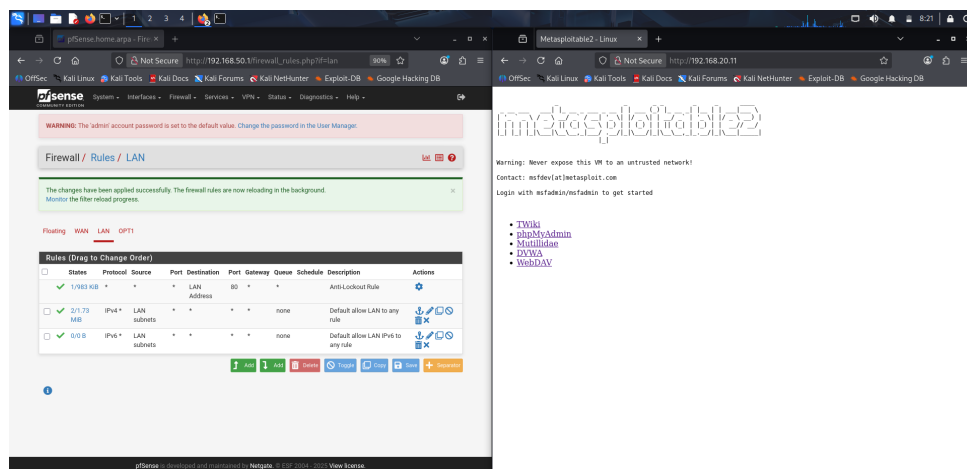 1 2 3 4
8:21
pfSense.home.arpa - Fire
Not Secure http://192.168.50.1/firewall_rules.php?if=lan
90%
OffSec Kali Linux Kali Tools Kali Docs Kali Forums Kali NetHunter Exploit-DB Google Hacking DB
pfsense
COMMUNITY EDITION
System Interfaces Firewall Services VPN Status Diagnostics Help
WARNING: The 'admin' account password is set to the default value. Change the password in the User Manager.
Firewall / Rules / LAN
The changes have been applied successfully. The firewall rules are now reloading in the background.
Monitor the filter reload progress.
Floating WAN LAN OPT1
Rules (Drag to Change Order)
States Protocol Source Port Destination Port Gateway Queue Schedule Description Actions
1/983 KiB * * * LAN Address 80 * * Anti-Lockout Rule
2/1.73 MiB IPv4 * LAN subnets * * * * none Default allow LAN to any rule
0/0 B IPv6 * LAN subnets * * * * none Default allow LAN IPv6 to any rule
Add Add Delete Toggle Copy Save Separator
pfSense is developed and maintained by Netgate. © ESF 2004 - 2025 View license.
Metasploitable2 - Linux
Not Secure http://192.168.20.11
OffSec Kali Linux Kali Tools Kali Docs Kali Forums Kali NetHunter Exploit-DB Google Hacking DB
metasploitable2
Warning: Never expose this VM to an untrusted network!
Contact: msfdev[at]metasploit.com
Login with msfadmin/msfadmin to get started
TWiki
phpMyAdmin
Mutillidae
DVWA
WebDAV